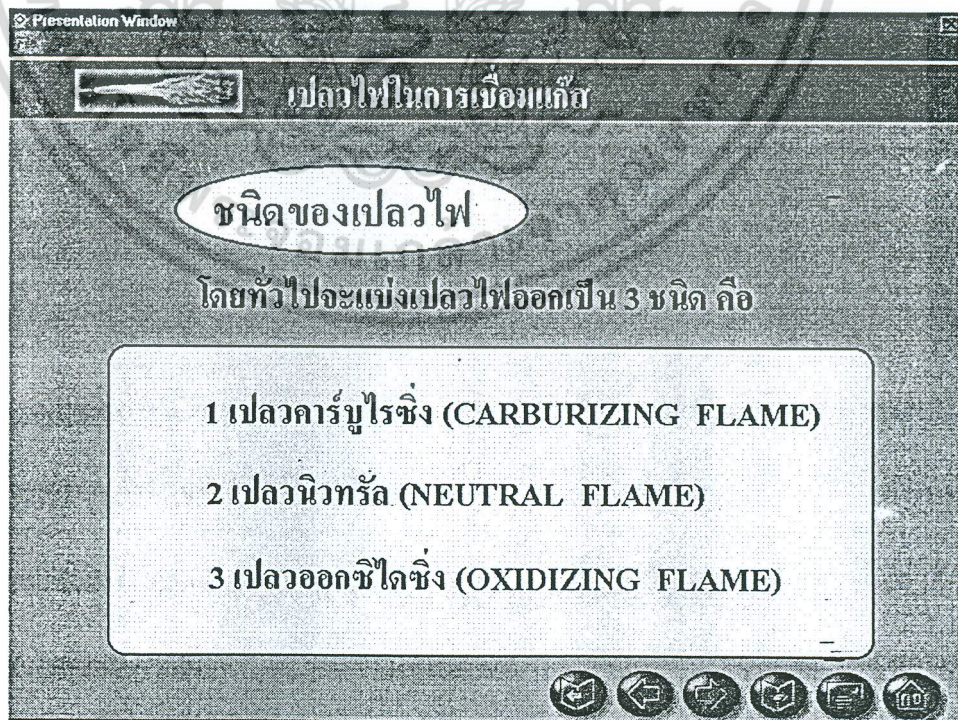 Presentation Window
เปลวไฟในการเชื่อมแก๊ส
ชนิดของเปลวไฟ
โดยทั่วไปจะแบ่งเปลวไฟออกเป็น 3 ชนิด คือ
1 เปลวคาร์บูไรซิ่ง (CARBURIZING FLAME)
2 เปลวนิวทรัล (NEUTRAL FLAME)
3 เปลวออกซิไดซิ่ง (OXIDIZING FLAME)